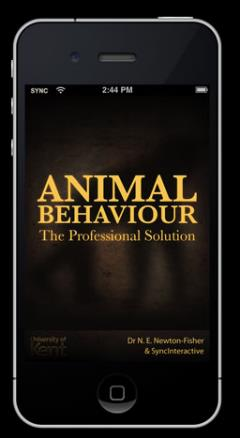 SYNC 2:44 PM
ANIMAL
BEHAVIOUR
The Professional Solution
University of
Kent
Dr N. E. Newton-Fisher
& SyncInteractive